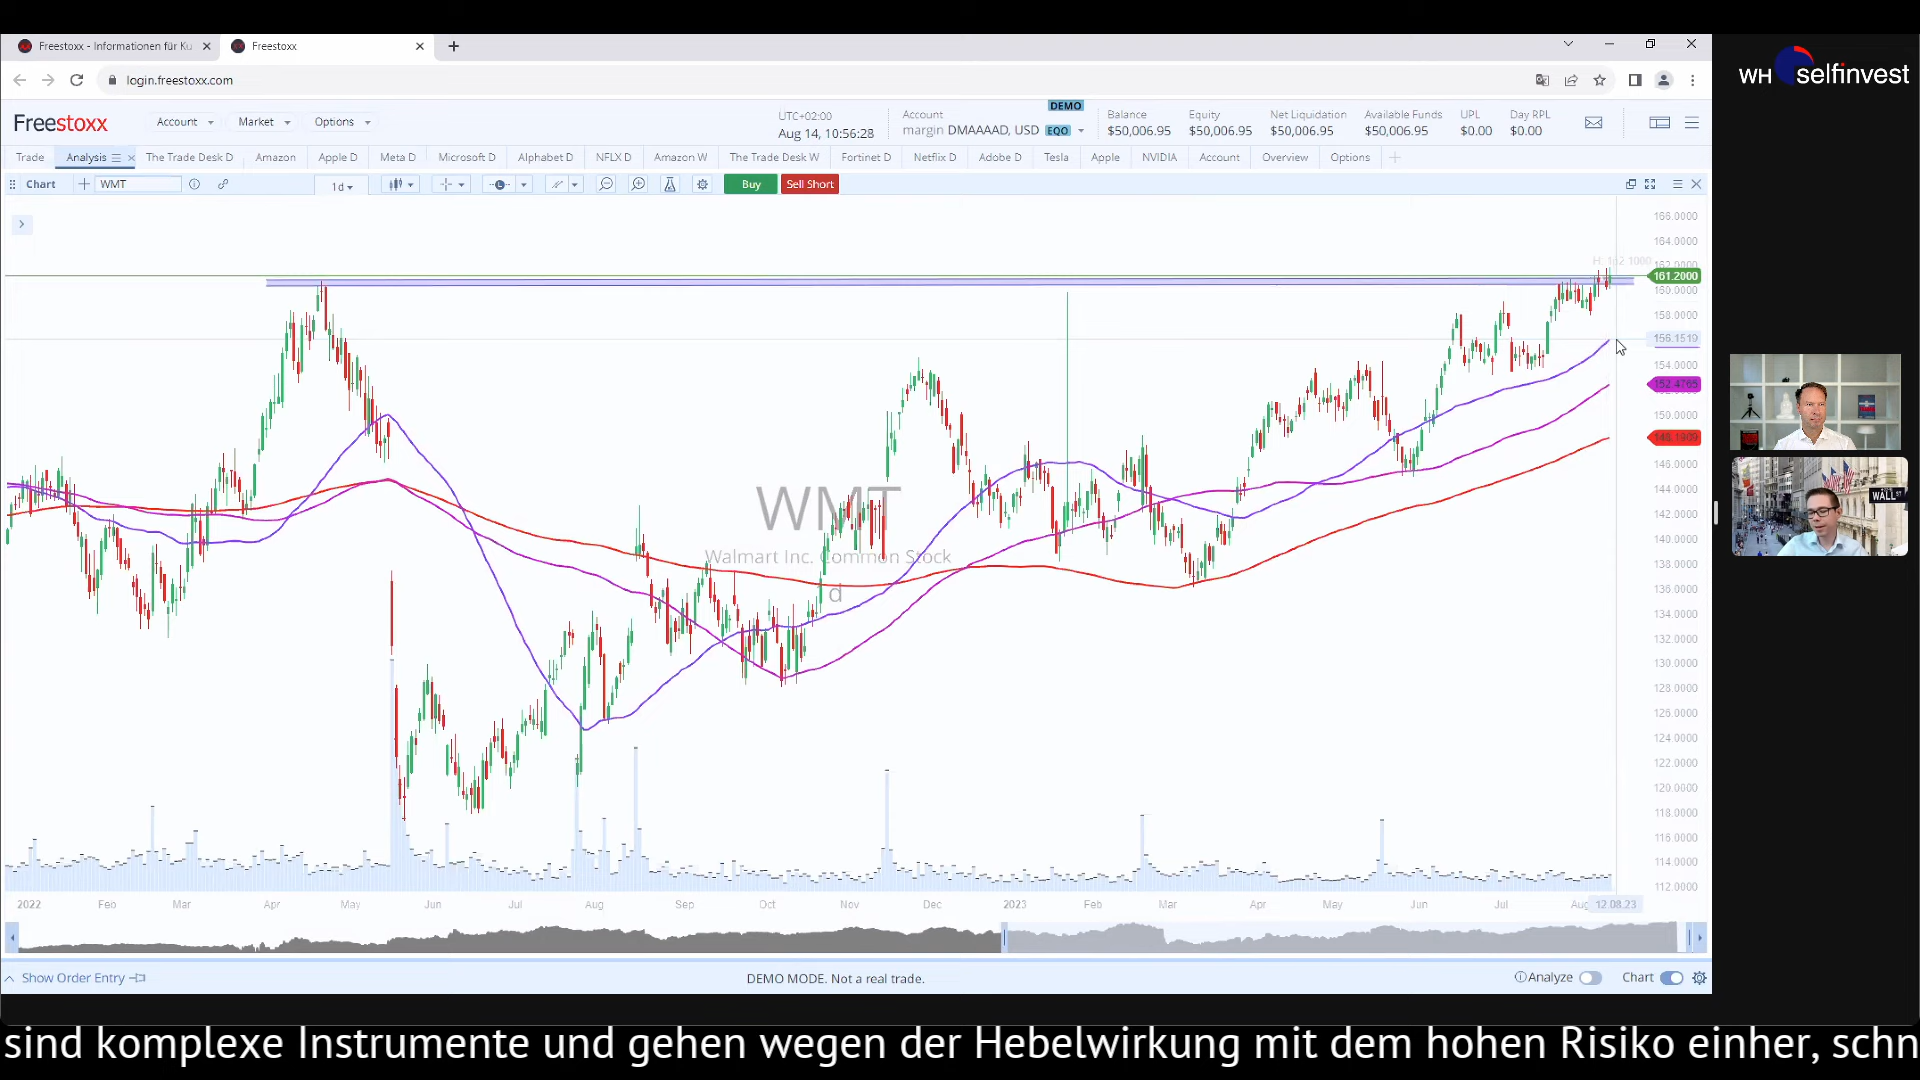 Freestoxx - Informationen für Ku
Freestoxx
login.freestoxx.com
WH selfinvest
Freestoxx
Account
Market
Options
UTC+02:00
Aug 14, 10:56:28
Account
DEMO
margin DMAAAAD, USD EQO
Balance
$50,006.95
Equity
$50,006.95
Net Liquidation
$50,006.95
Available Funds
$50,006.95
UPL
$0.00
Day RPL
$0.00
Trade Analysis The Trade Desk D Amazon Apple D Meta D Microsoft D Alphabet D NFLX D Amazon W The Trade Desk W Fortinet D Netflix D Adobe D Tesla Apple NVIDIA Account Overview Options
Chart WMT 1d Buy Sell Short
166.0000
164.0000
H: 162.1000
161.2000
160.0000
158.0000
156.1519
154.0000
152.4765
148.1909
146.0000
144.0000
142.0000
140.0000
138.0000
136.0000
134.0000
132.0000
130.0000
128.0000
126.0000
124.0000
122.0000
120.0000
118.0000
116.0000
114.0000
112.0000
WMT
Walmart Inc. Common Stock
d
WALL ST
2022 Feb Mar Apr May Jun Jul Aug Sep Oct Nov Dec 2023 Feb Mar Apr May Jun Jul Aug 12.08.23
Show Order Entry
DEMO MODE. Not a real trade.
Analyze
Chart
sind komplexe Instrumente und gehen wegen der Hebelwirkung mit dem hohen Risiko einher, schn